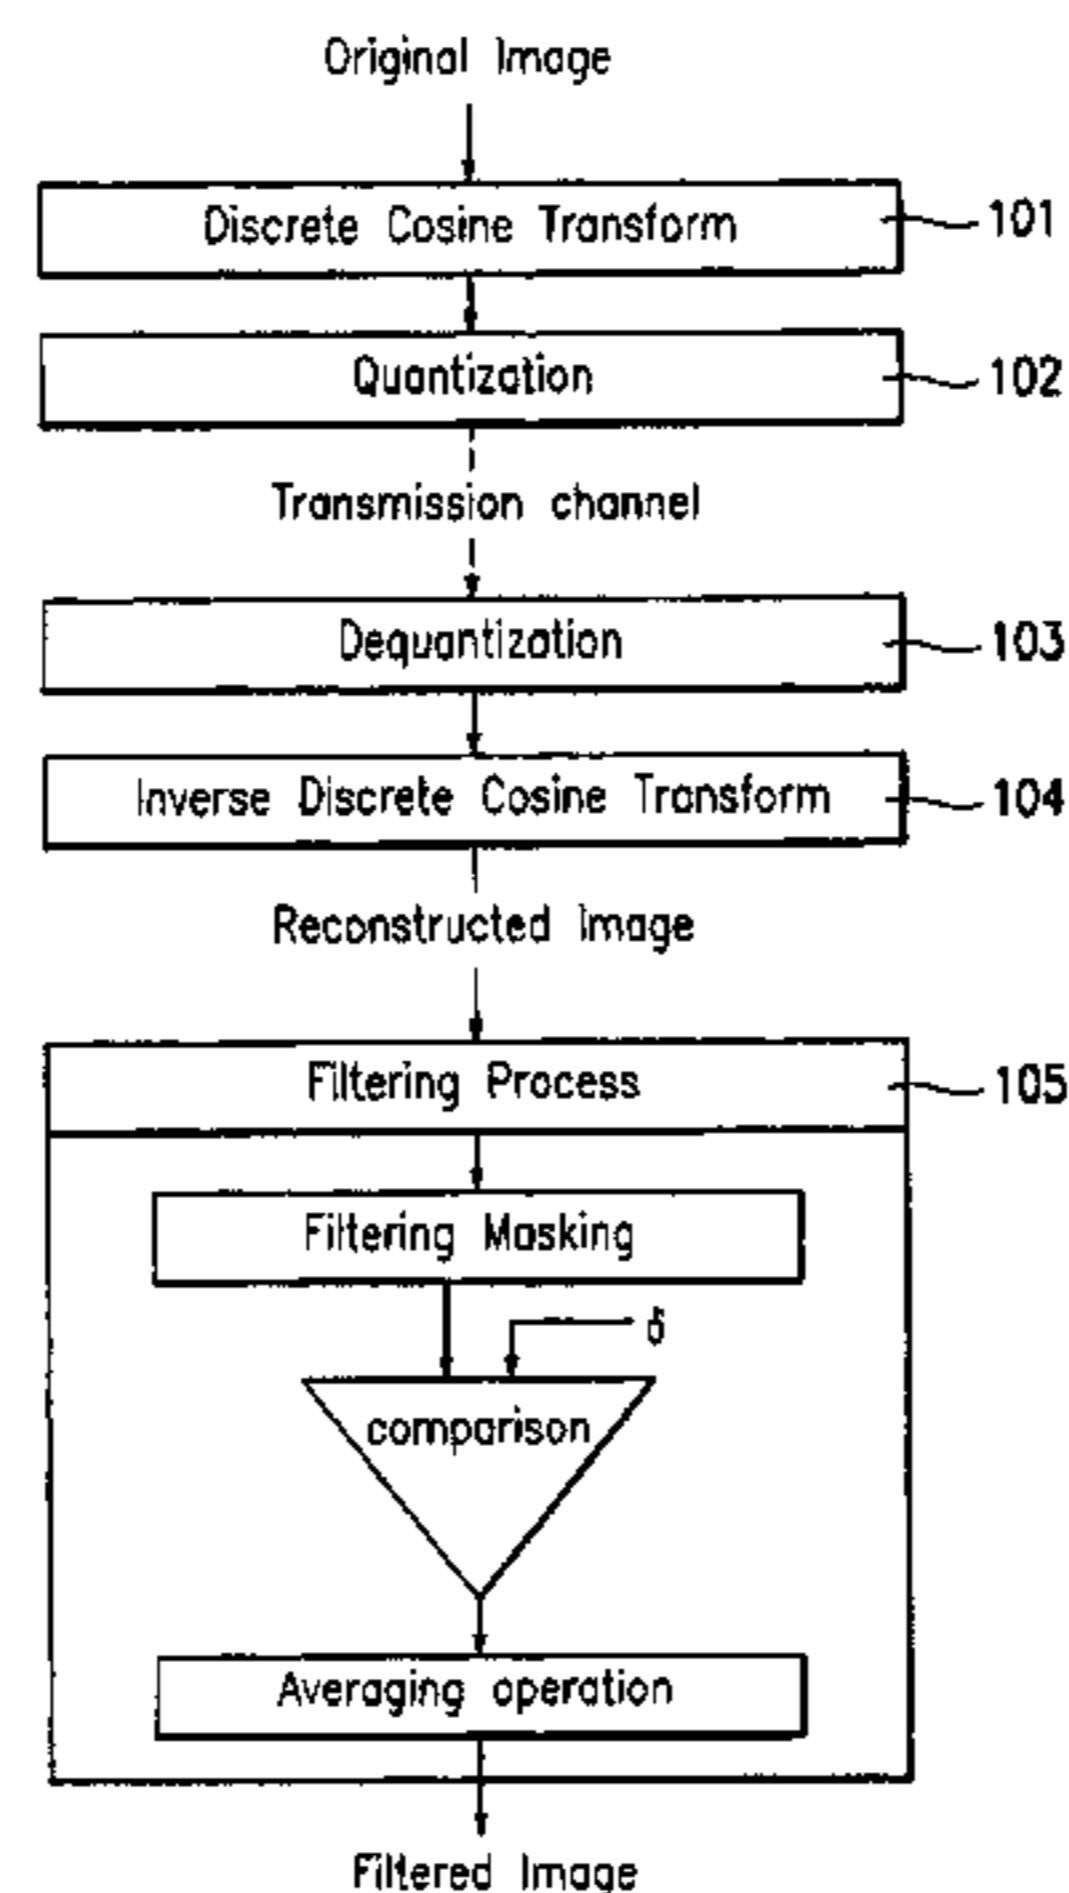 Original Image
Discrete Cosine Transform
101
Quantization
102
Transmission channel
Dequantization
103
Inverse Discrete Cosine Transform
104
Reconstructed Image
Filtering Process
105
Filtering Masking
δ
comparison
Averaging operation
Filtered Image